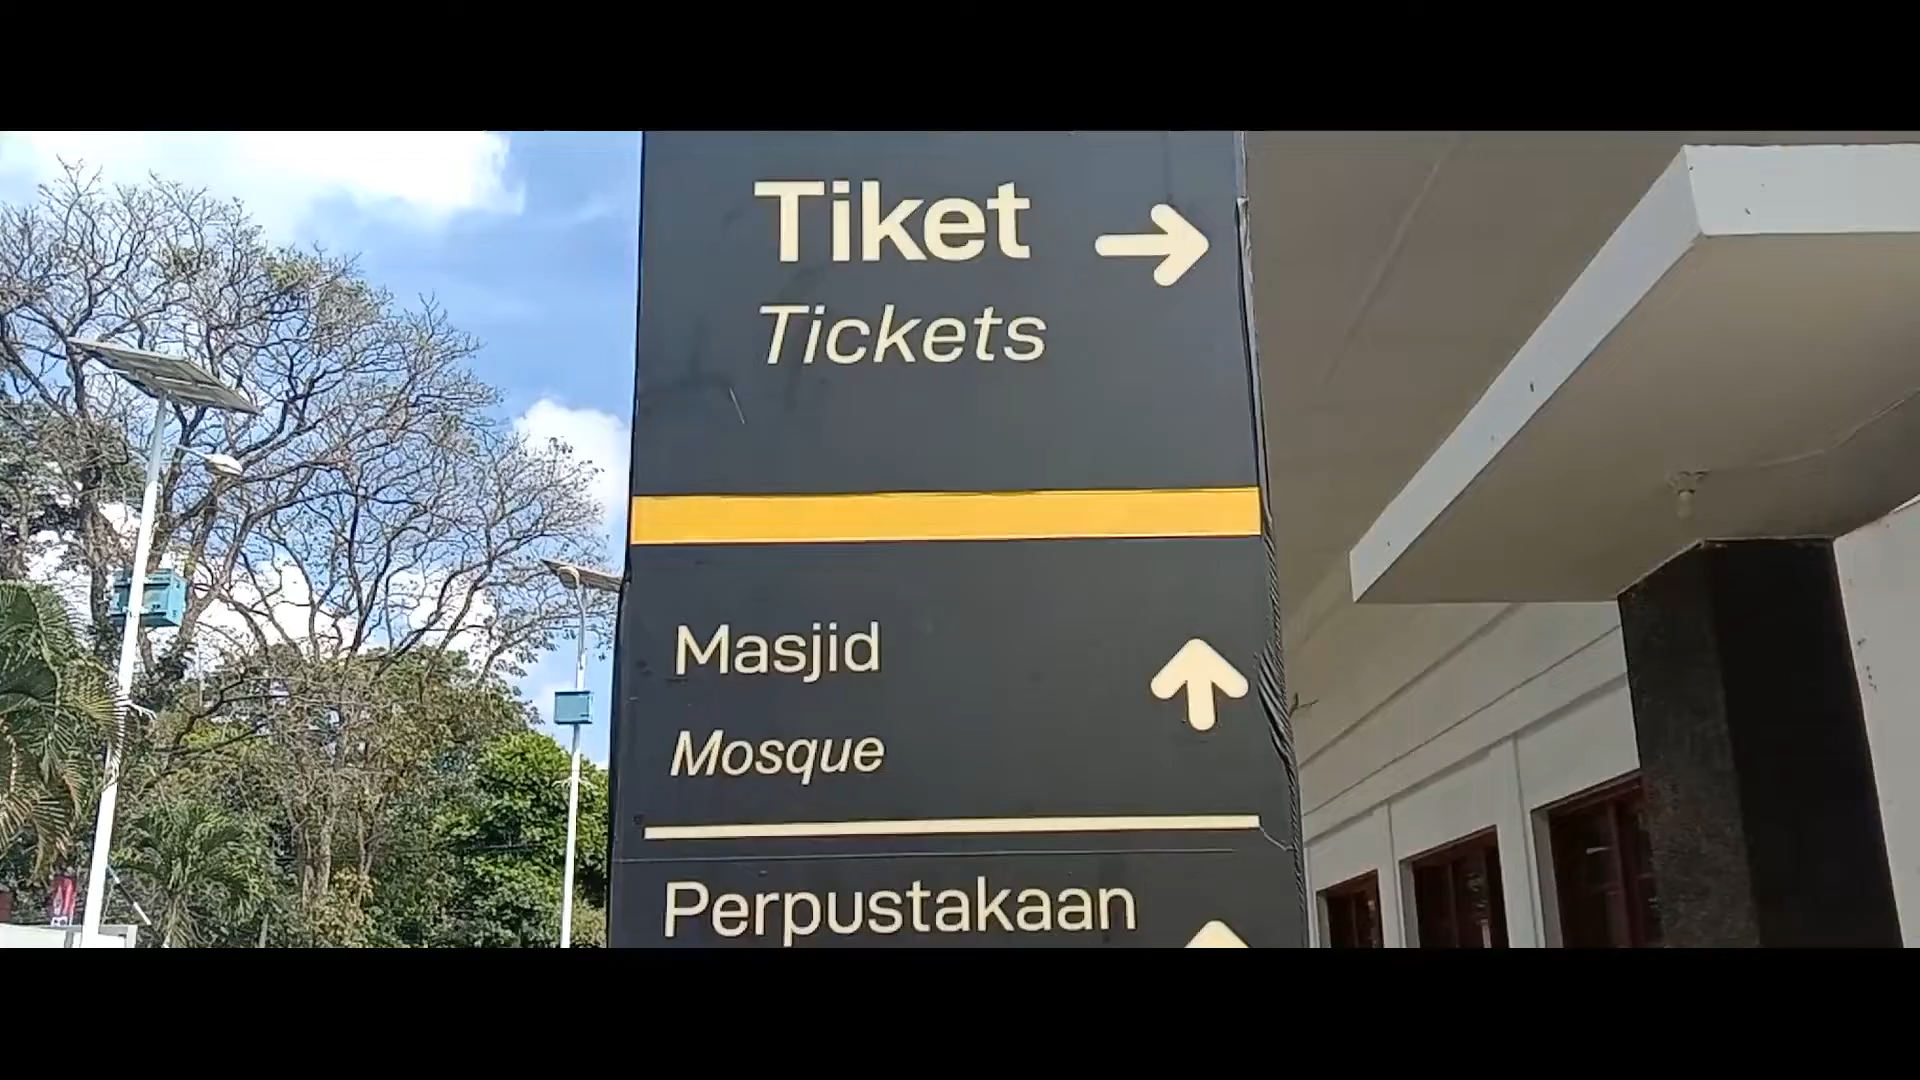 Tiket
Tickets
Masjid
Mosque
Perpustakaan